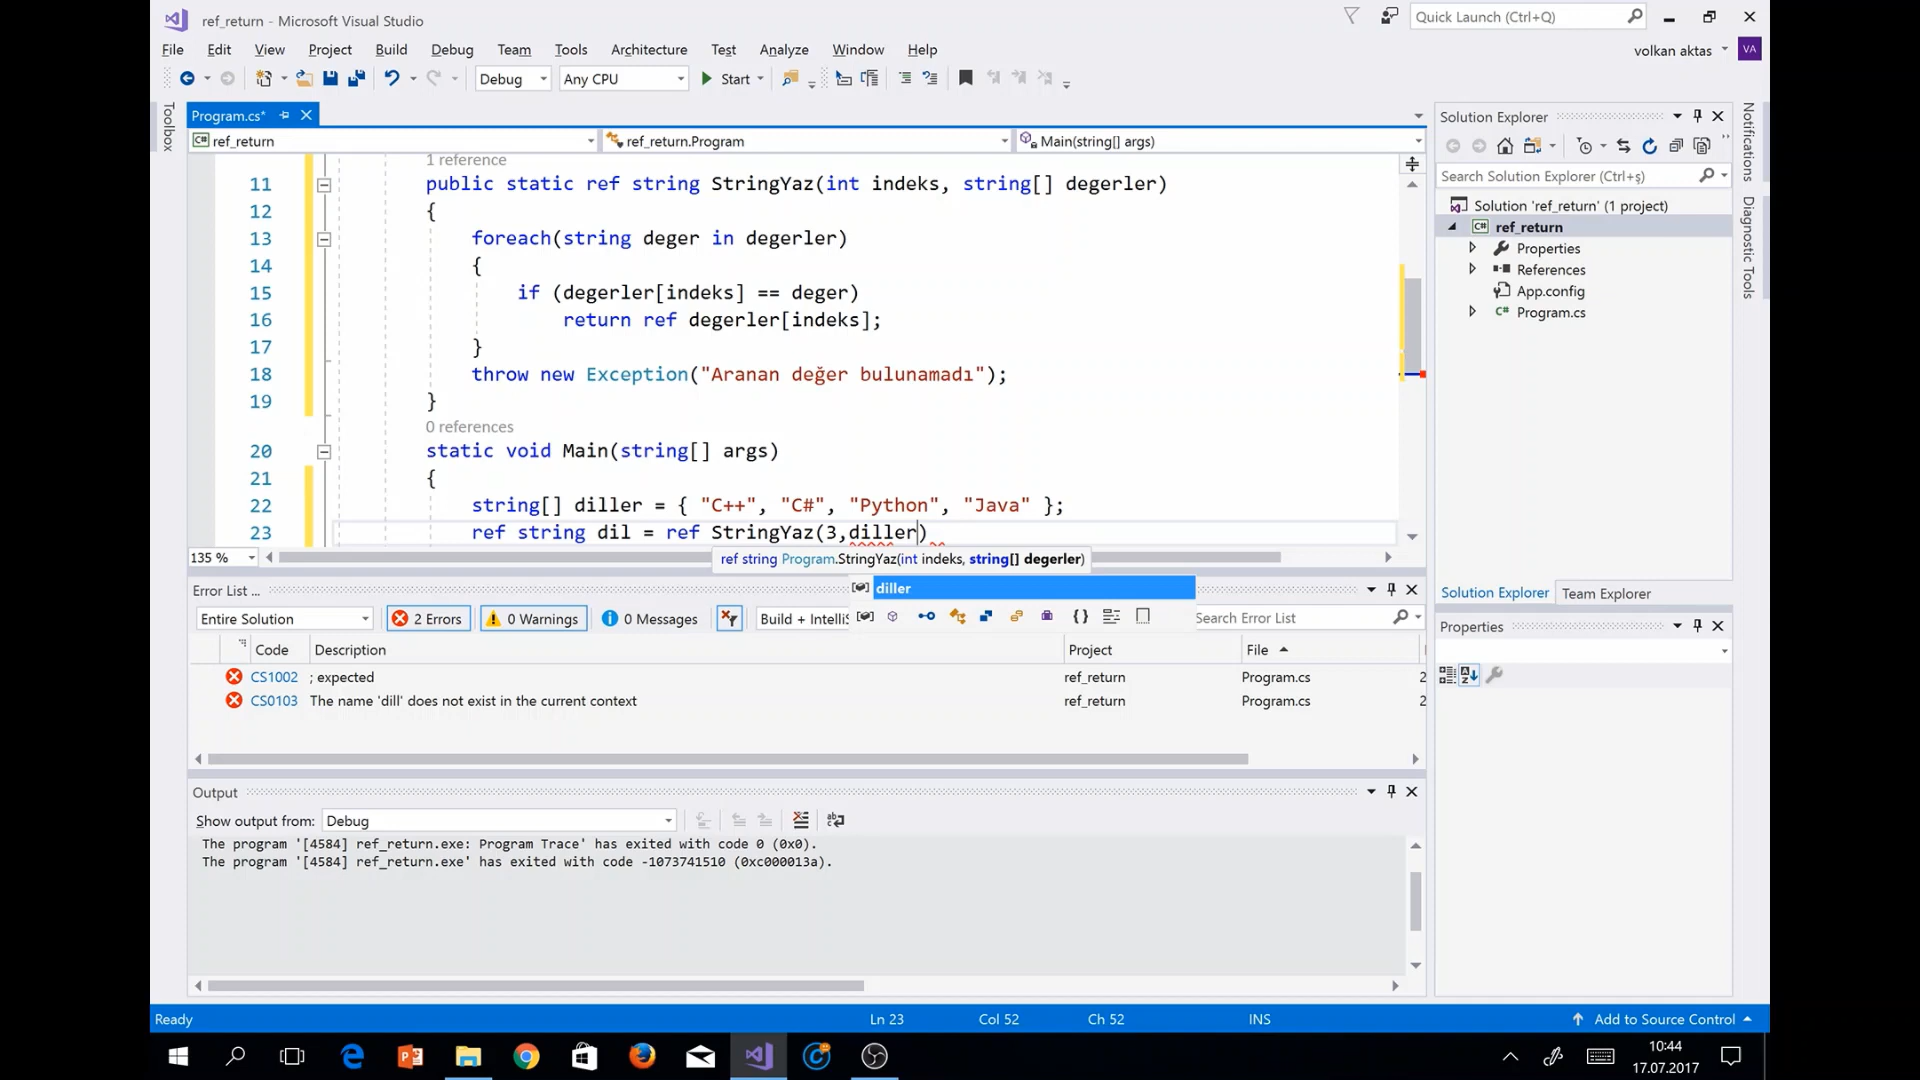 ref_return - Microsoft Visual Studio
Quick Launch (Ctrl+Q)
File Edit View Project Build Debug Team Tools Architecture Test Analyze Window Help
volkan aktas VA
Debug Any CPU Start
Toolbox
Program.cs*
ref_return ref_return.Program Main(string[] args)
1 reference
11 public static ref string StringYaz(int indeks, string[] degerler)
12 {
13 foreach(string deger in degerler)
14 {
15 if (degerler[indeks] == deger)
16 return ref degerler[indeks];
17 }
18 throw new Exception("Aranan değer bulunamadı");
19 }
0 references
20 static void Main(string[] args)
21 {
22 string[] diller = { "C++", "C#", "Python", "Java" };
23 ref string dil = ref StringYaz(3,diller)
135 %
ref string Program.StringYaz(int indeks, string[] degerler)
diller
Error List ...
Entire Solution 2 Errors 0 Warnings 0 Messages Build + IntelliS Search Error List
Code Description Project File
CS1002 ; expected ref_return Program.cs 2
CS0103 The name 'dill' does not exist in the current context ref_return Program.cs 2
Output
Show output from: Debug
The program '[4584] ref_return.exe: Program Trace' has exited with code 0 (0x0).
The program '[4584] ref_return.exe' has exited with code -1073741510 (0xc000013a).
Solution Explorer
Search Solution Explorer (Ctrl+ş)
Solution 'ref_return' (1 project)
C# ref_return
Properties
References
App.config
C# Program.cs
Solution Explorer Team Explorer
Properties
Notifications
Diagnostic Tools
Ready Ln 23 Col 52 Ch 52 INS Add to Source Control
10:44
17.07.2017